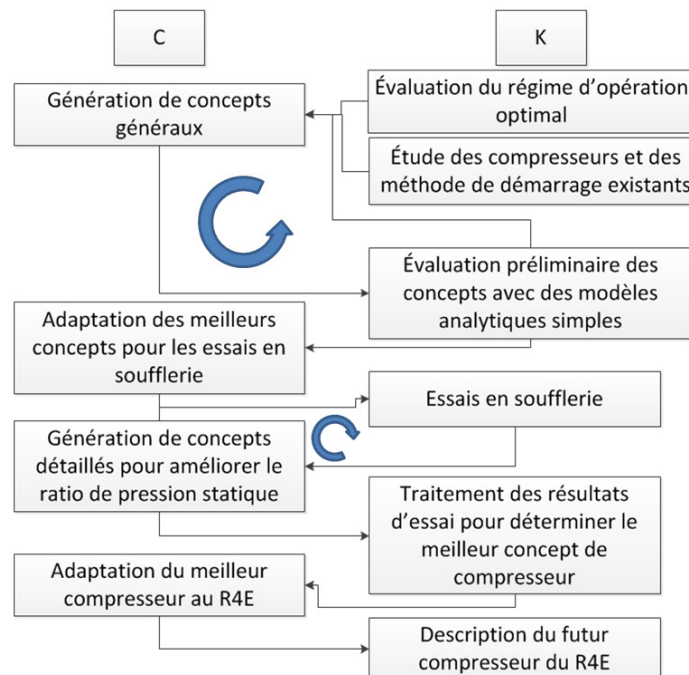 C
K
Génération de concepts
généraux
Évaluation du régime d'opération
optimal
Étude des compresseurs et des
méthode de démarrage existants
Évaluation préliminaire des
concepts avec des modèles
analytiques simples
Adaptation des meilleurs
concepts pour les essais en
soufflerie
Essais en soufflerie
Génération de concepts
détaillés pour améliorer le
ratio de pression statique
Traitement des résultats
d'essai pour déterminer le
meilleur concept de
compresseur
Adaptation du meilleur
compresseur au R4E
Description du futur
compresseur du R4E